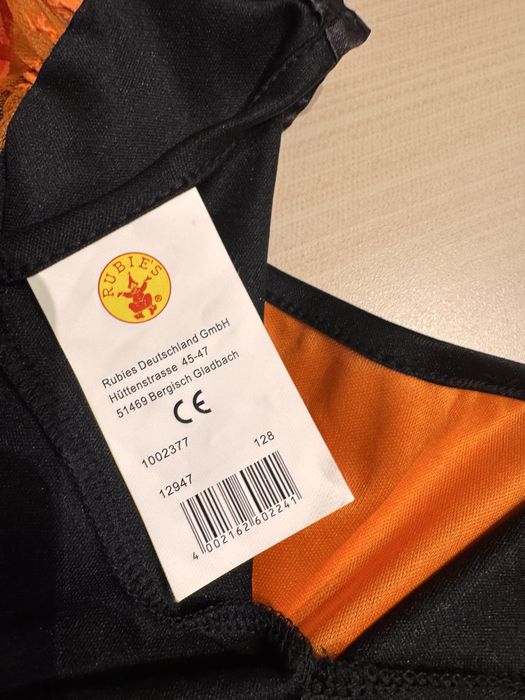 RUBIE'S
®
Rubies Deutschland GmbH
Hüttenstrasse 45-47
51469 Bergisch Gladbach
CE
1002377
12947 128
4 002162 602241